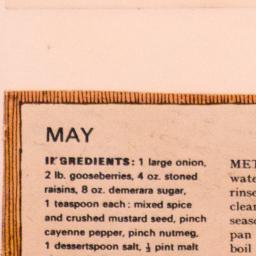 MAY
INGREDIENTS: 1 large onion,
2 lb. gooseberries, 4 oz. stoned
raisins, 8 oz. demerara sugar,
1 teaspoon each: mixed spice
and crushed mustard seed, pinch
cayenne pepper, pinch nutmeg,
1 dessertspoon salt, ½ pint malt
MET
wate
rinse
clean
seaso
pan
boil